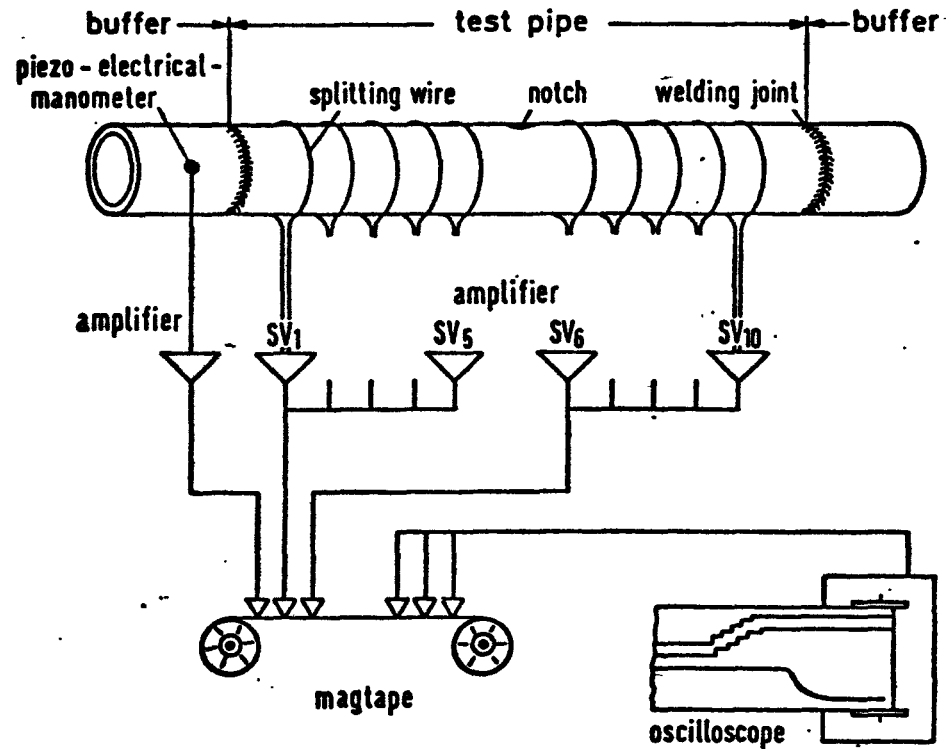 buffer
test pipe
buffer
piezo - electrical -
manometer
splitting wire
notch
welding joint
amplifier
amplifier
SV1
SV5
SV6
SV10
magtape
oscilloscope